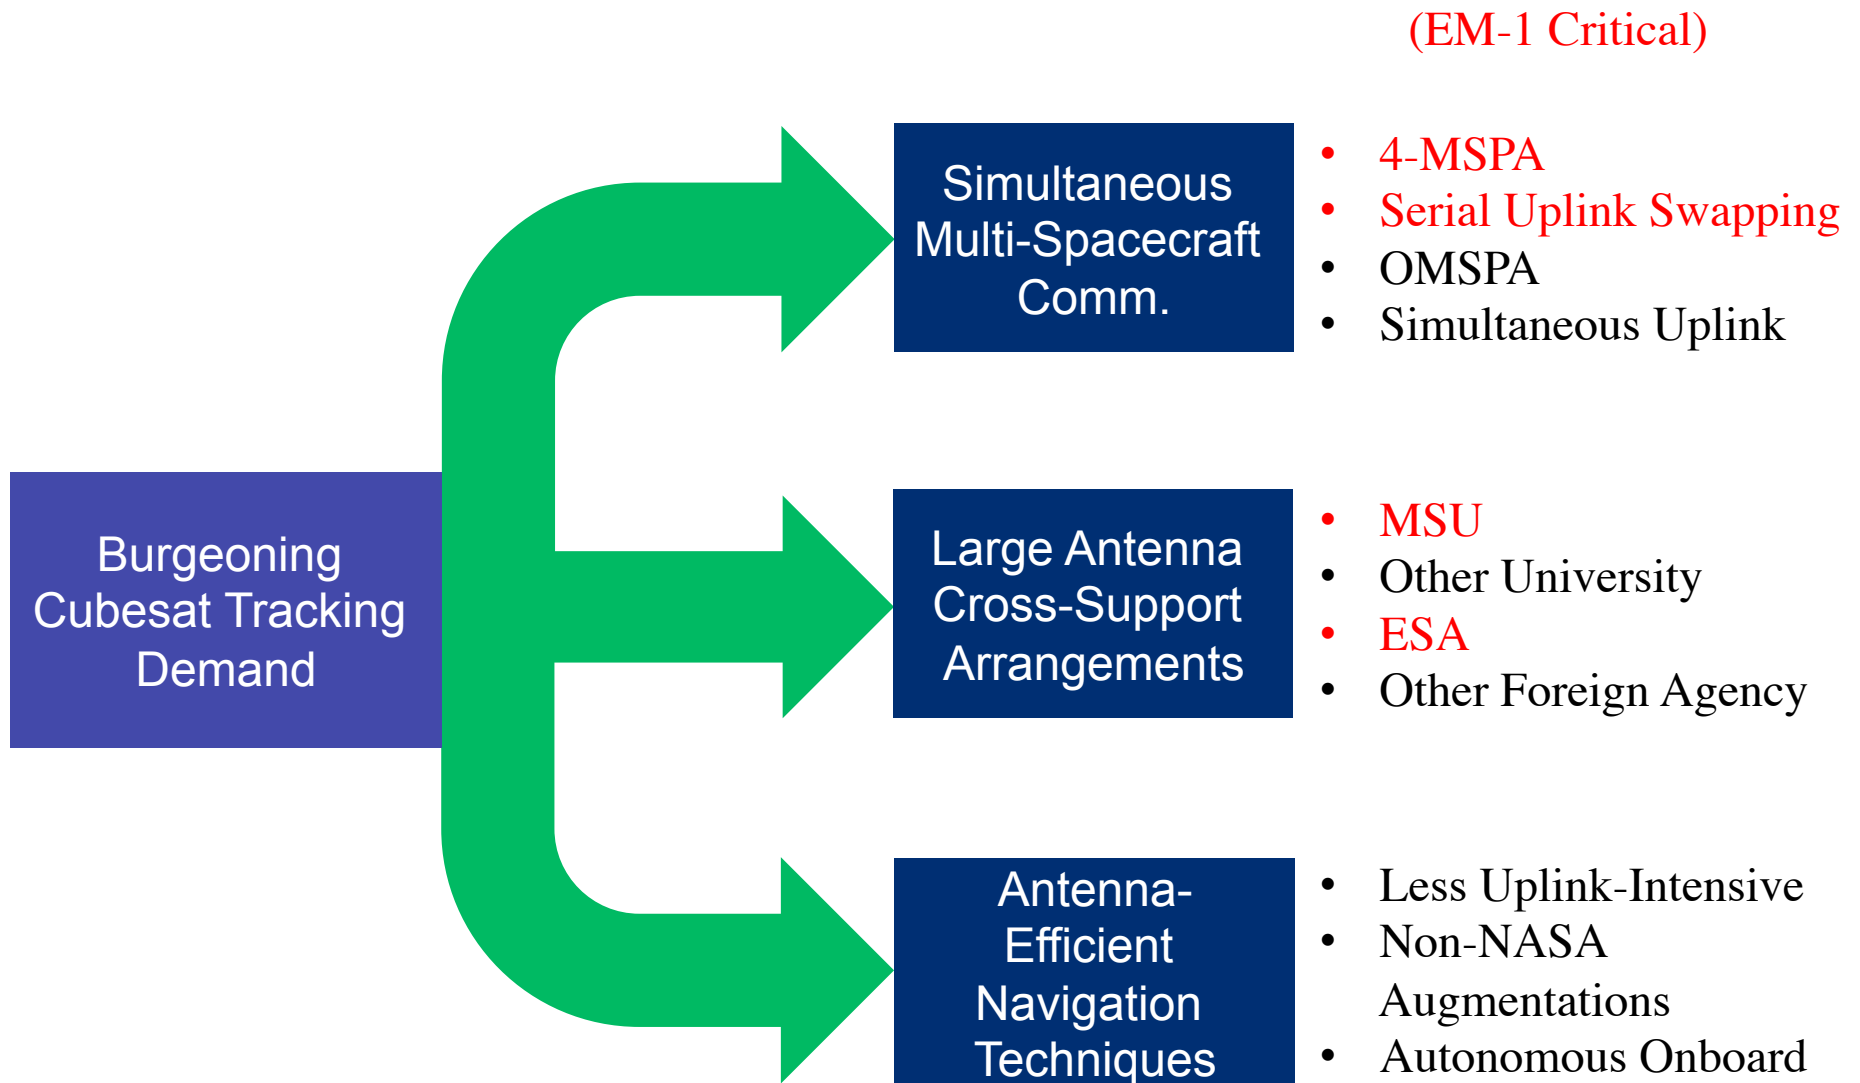 (EM-1 Critical)
Burgeoning
Cubesat Tracking
Demand
Simultaneous
Multi-Spacecraft
Comm.
• 4-MSPA
• Serial Uplink Swapping
• OMSPA
• Simultaneous Uplink
Large Antenna
Cross-Support
Arrangements
• MSU
• Other University
• ESA
• Other Foreign Agency
Antenna-
Efficient
Navigation
Techniques
• Less Uplink-Intensive
• Non-NASA
Augmentations
• Autonomous Onboard